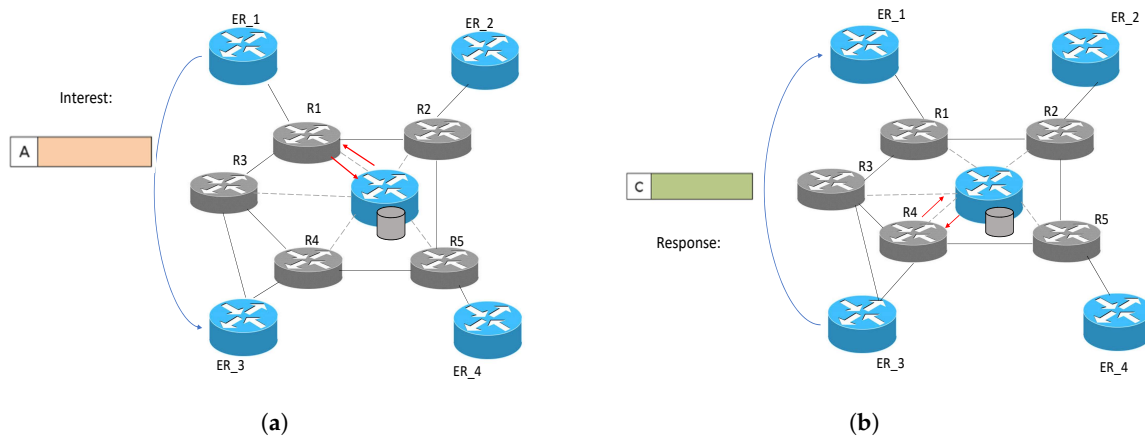 ER_1
ER_2
Interest:
R1
R2
A
R3
R4
R5
ER_3
ER_4
(a)
ER_1
ER_2
R1
R2
R3
C
R4
R5
Response:
ER_3
ER_4
(b)